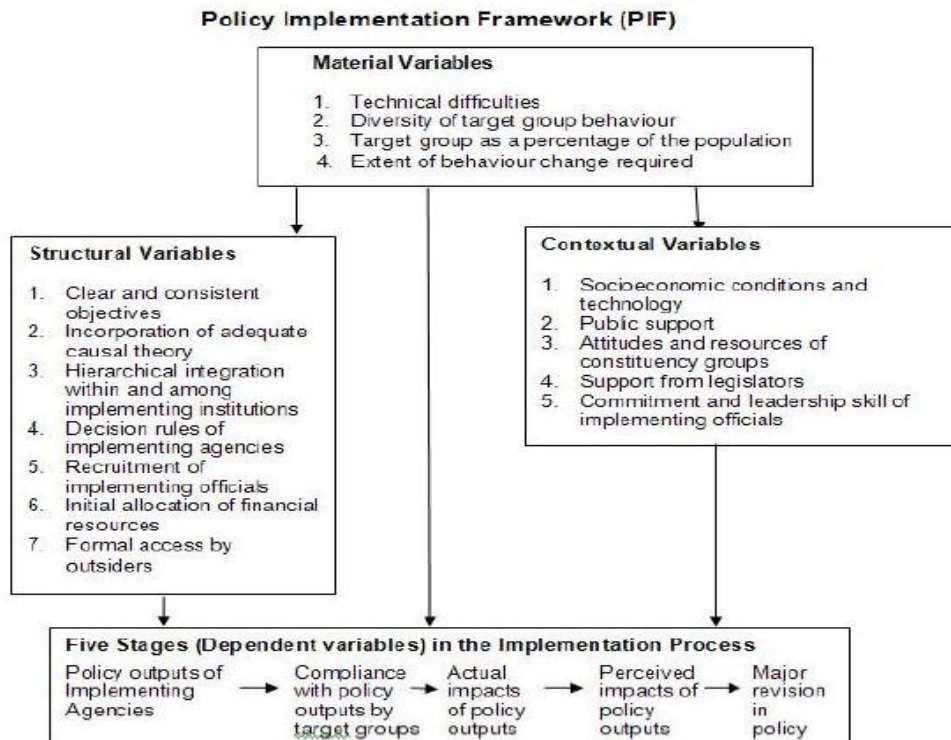 Policy Implementation Framework (PIF)
Material Variables
1. Technical difficulties
2. Diversity of target group behaviour
3. Target group as a percentage of the population
4. Extent of behaviour change required
Structural Variables
1. Clear and consistent
objectives
2. Incorporation of adequate
causal theory
3. Hierarchical integration
within and among
implementing institutions
4. Decision rules of
implementing agencies
5. Recruitment of
implementing officials
6. Initial allocation of financial
resources
7. Formal access by
outsiders
Contextual Variables
1. Socioeconomic conditions and
technology
2. Public support
3. Attitudes and resources of
constituency groups
4. Support from legislators
5. Commitment and leadership skill of
implementing officials
Five Stages (Dependent variables) in the Implementation Process
Policy outputs of
Implementing
Agencies
Compliance
with policy
outputs by
target groups
Actual
impacts
of policy
outputs
Perceived
impacts of
policy
outputs
Major
revision
in
policy